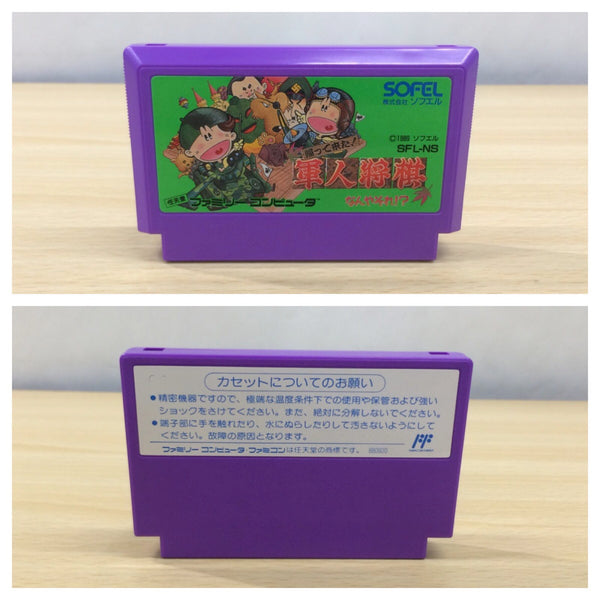 SOFEL
株式会社 ソフエル
©1989 ソフエル
SFL-NS
帰って来た!
軍人将棋
なんやそれ!?
任天堂
ファミリーコンピュータ
TM
カセットについてのお願い
●精密機器ですので、極端な温度条件下での使用や保管および強い
ショックをさけてください。また、絶対に分解しないでください。
●端子部に手を触れたり、水にぬらしたりして汚さないようにして
ください。故障の原因となります。
ファミリーコンピュータ・ファミコンは任天堂の商標です。